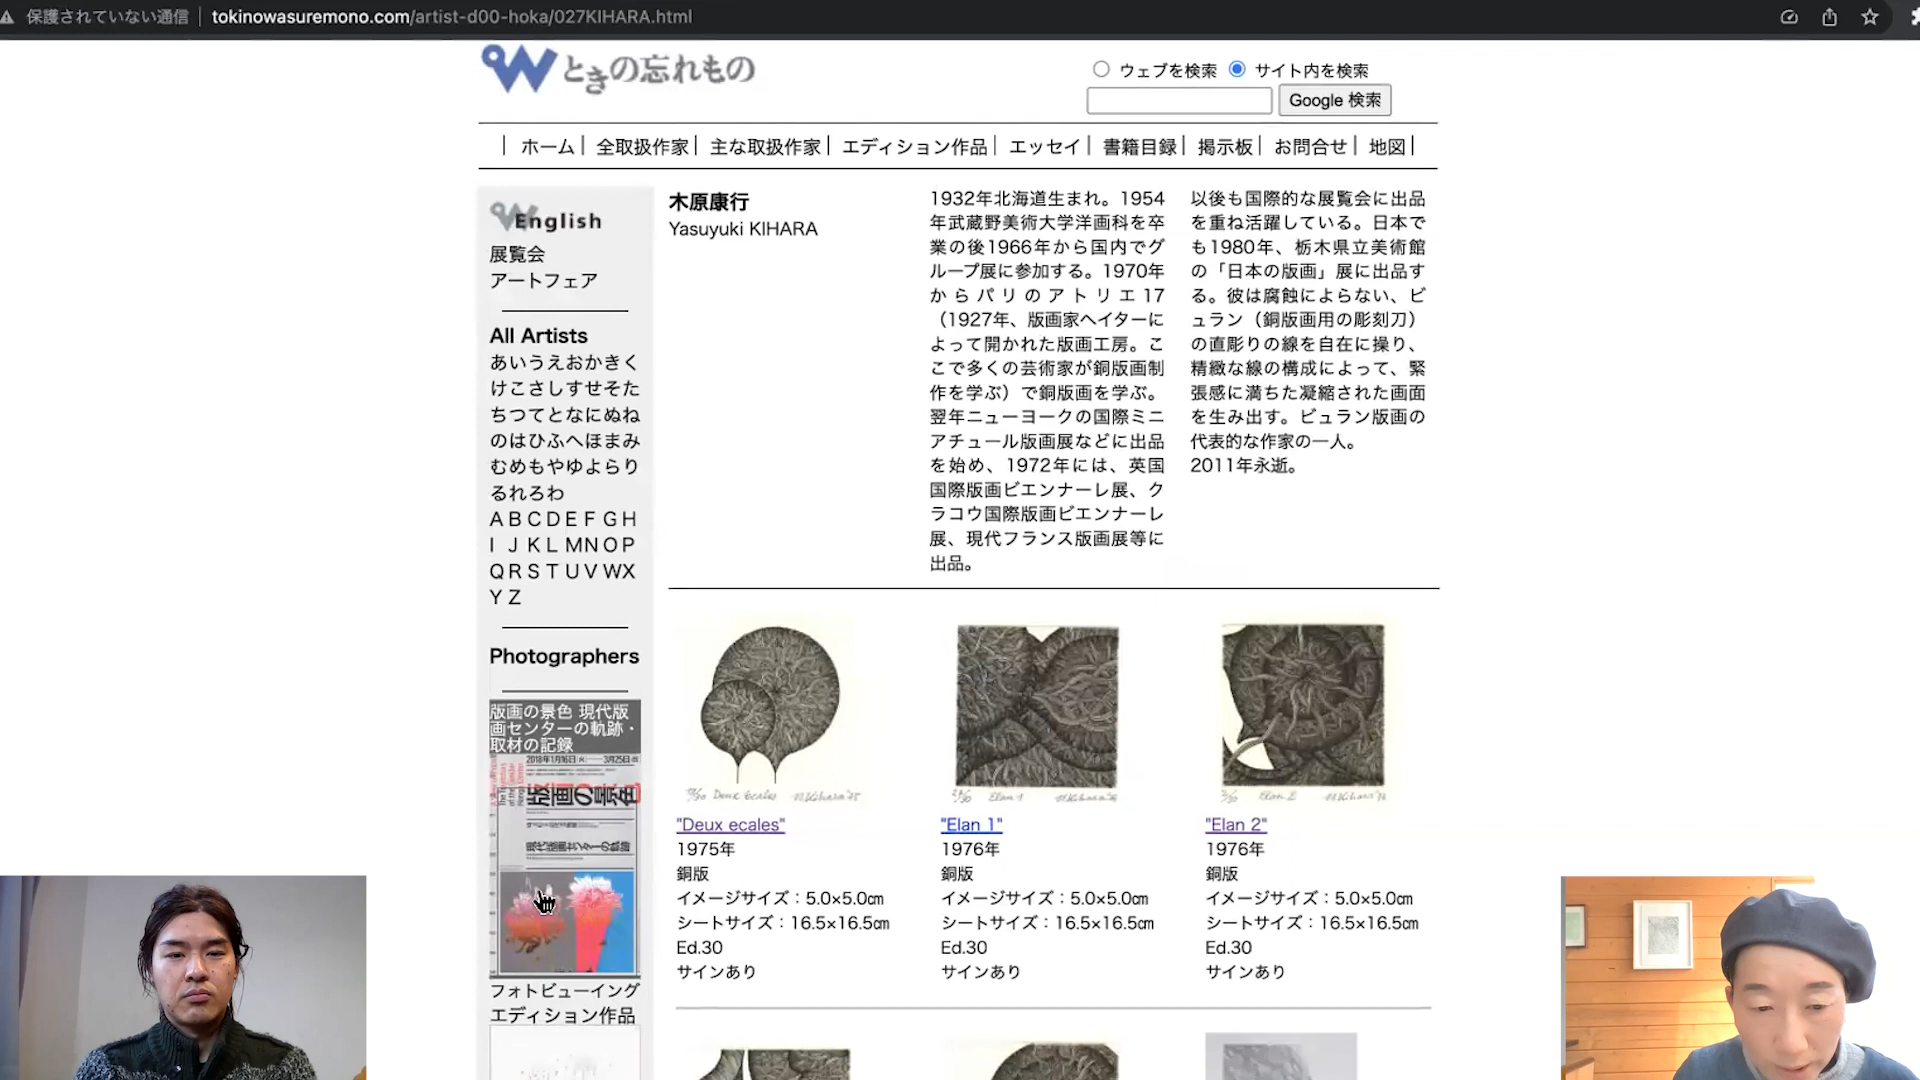 保護されていない通信 | tokinowasuremono.com/artist-d00-hoka/027KIHARA.html
ときの忘れもの
ウェブを検索 サイト内を検索
Google 検索
ホーム | 全取扱作家 | 主な取扱作家 | エディション作品 | エッセイ | 書籍目録 | 掲示板 | お問合せ | 地図 |
English
展覧会
アートフェア
All Artists
あいうえおかきく
けこさしすせそた
ちつてとなにぬね
のはひふへほまみ
むめもやゆよらり
るれろわ
A B C D E F G H
I J K L M N O P
Q R S T U V W X
Y Z
Photographers
版画の景色 現代版
画センターの軌跡・
取材の記録
版画の景色
現代版画センターの軌跡
フォトビューイング
エディション作品
木原康行
Yasuyuki KIHARA
1932年北海道生まれ。1954
年武蔵野美術大学洋画科を卒
業の後1966年から国内でグ
ループ展に参加する。1970年
からパリのアトリエ17
（1927年、版画家ヘイターに
よって開かれた版画工房。こ
こで多くの芸術家が銅版画制
作を学ぶ）で銅版画を学ぶ。
翌年ニューヨークの国際ミニ
アチュール版画展などに出品
を始め、1972年には、英国
国際版画ビエンナーレ展、ク
ラコウ国際版画ビエンナーレ
展、現代フランス版画展等に
出品。
以後も国際的な展覧会に出品
を重ね活躍している。日本で
も1980年、栃木県立美術館
の「日本の版画」展に出品す
る。彼は腐蝕によらない、ビ
ュラン（銅版画用の彫刻刀）
の直彫りの線を自在に操り、
精緻な線の構成によって、緊
張感に満ちた凝縮された画面
を生み出す。ビュラン版画の
代表的な作家の一人。
2011年永逝。
"Deux ecales"
1975年
銅版
イメージサイズ：5.0×5.0㎝
シートサイズ：16.5×16.5㎝
Ed.30
サインあり
"Elan 1"
1976年
銅版
イメージサイズ：5.0×5.0㎝
シートサイズ：16.5×16.5㎝
Ed.30
サインあり
"Elan 2"
1976年
銅版
イメージサイズ：5.0×5.0㎝
シートサイズ：16.5×16.5㎝
Ed.30
サインあり